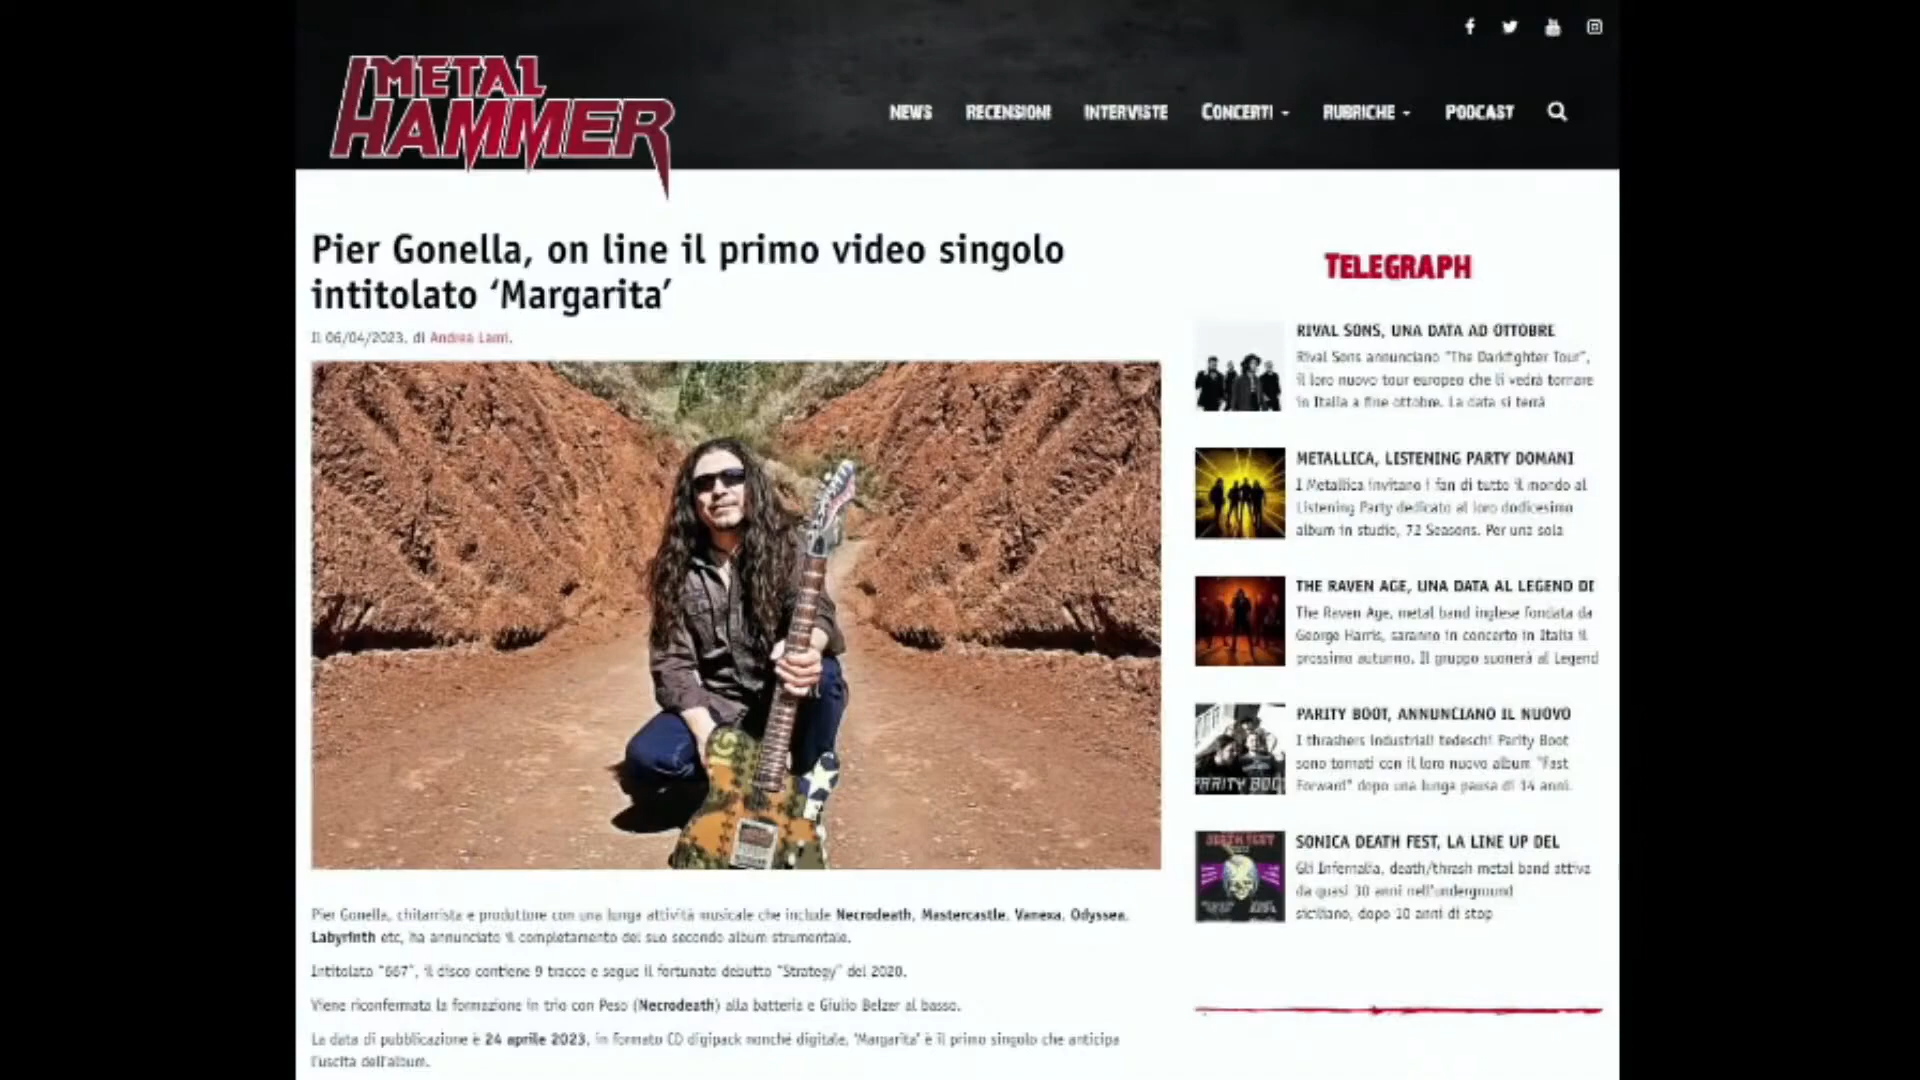 METAL HAMMER
NEWS RECENSIONI INTERVISTE CONCERTI RUBRICHE PODCAST
Pier Gonella, on line il primo video singolo
intitolato ‘Margarita’
Il 06/04/2023, di Andrea Lami.
Pier Gonella, chitarrista e produttore con una lunga attività musicale che include Necrodeath, Mastercastle, Vanexa, Odyssea,
Labyrinth etc, ha annunciato il completamento del suo secondo album strumentale.
Intitolato “667”, il disco contiene 9 tracce e segue il fortunato debutto “Strategy” del 2020.
Viene riconfermata la formazione in trio con Peso (Necrodeath) alla batteria e Giulio Belzer al basso.
La data di pubblicazione è 24 aprile 2023, in formato CD digipack nonché digitale, ‘Margarita’ è il primo singolo che anticipa
l’uscita dell’album.
TELEGRAPH
RIVAL SONS, UNA DATA AD OTTOBRE
Rival Sons annunciano “The Darkfighter Tour”,
il loro nuovo tour europeo che li vedrà tornare
in Italia a fine ottobre. La data si terrà
METALLICA, LISTENING PARTY DOMANI
I Metallica invitano i fan di tutto il mondo al
Listening Party dedicato al loro dodicesimo
album in studio, 72 Seasons. Per una sola
THE RAVEN AGE, UNA DATA AL LEGEND DI
The Raven Age, metal band inglese fondata da
George Harris, saranno in concerto in Italia il
prossimo autunno. Il gruppo suonerà al Legend
PARITY BOOT, ANNUNCIANO IL NUOVO
I thrashers industriali tedeschi Parity Boot
sono tornati con il loro nuovo album “Fast
Forward” dopo una lunga pausa di 14 anni.
PARITY BOO
SONICA DEATH FEST, LA LINE UP DEL
Gli Infernalia, death/thrash metal band attiva
da quasi 30 anni nell’underground
siciliano, dopo 10 anni di stop
DEATH FEST